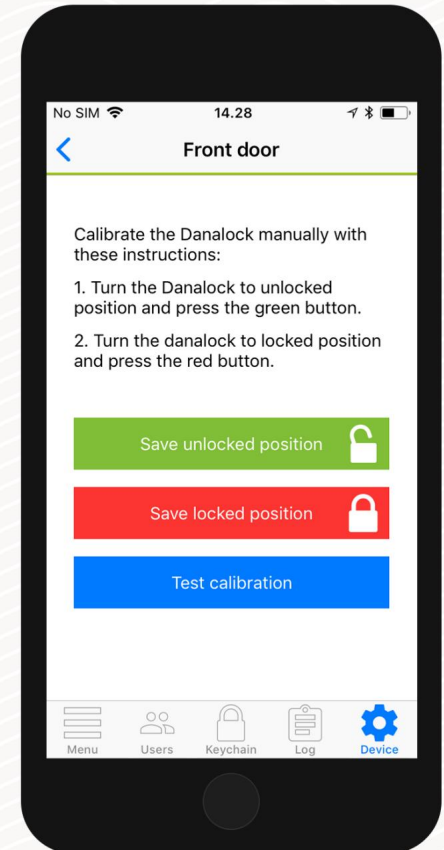 No SIM 14.28
Front door
Calibrate the Danalock manually with
these instructions:
1. Turn the Danalock to unlocked
position and press the green button.
2. Turn the danalock to locked position
and press the red button.
Save unlocked position
Save locked position
Test calibration
Menu Users Keychain Log Device